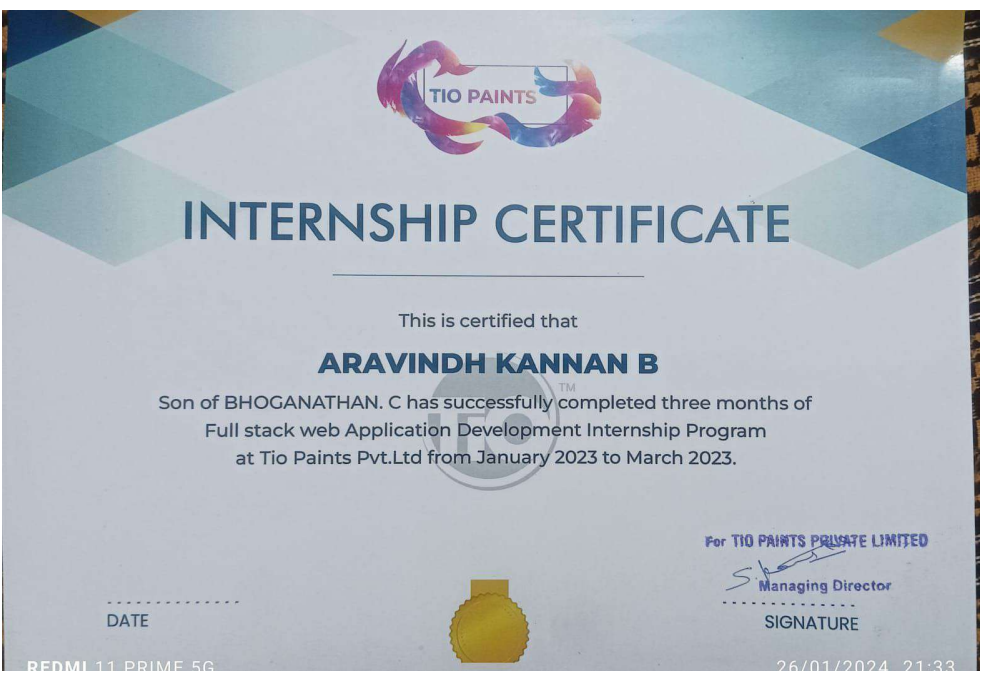 TIO PAINTS
INTERNSHIP CERTIFICATE
This is certified that
ARAVINDH KANNAN B
TM
TIO
Son of BHOGANATHAN. C has successfully completed three months of
Full stack web Application Development Internship Program
at Tio Paints Pvt.Ltd from January 2023 to March 2023.
For TIO PAINTS PRIVATE LIMITED
Managing Director
DATE
SIGNATURE
REDMI 11 PRIME 5G
26/01/2024 21:33